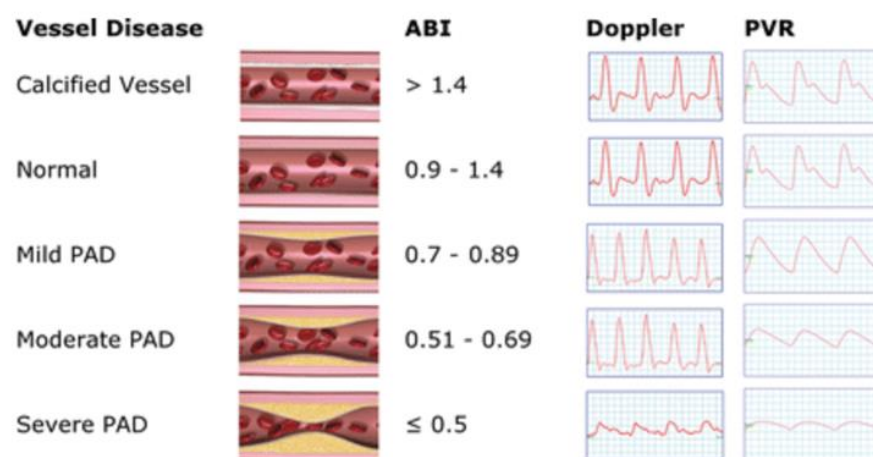 Vessel Disease ABI Doppler PVR
Calcified Vessel > 1.4
Normal 0.9 - 1.4
Mild PAD 0.7 - 0.89
Moderate PAD 0.51 - 0.69
Severe PAD ≤ 0.5